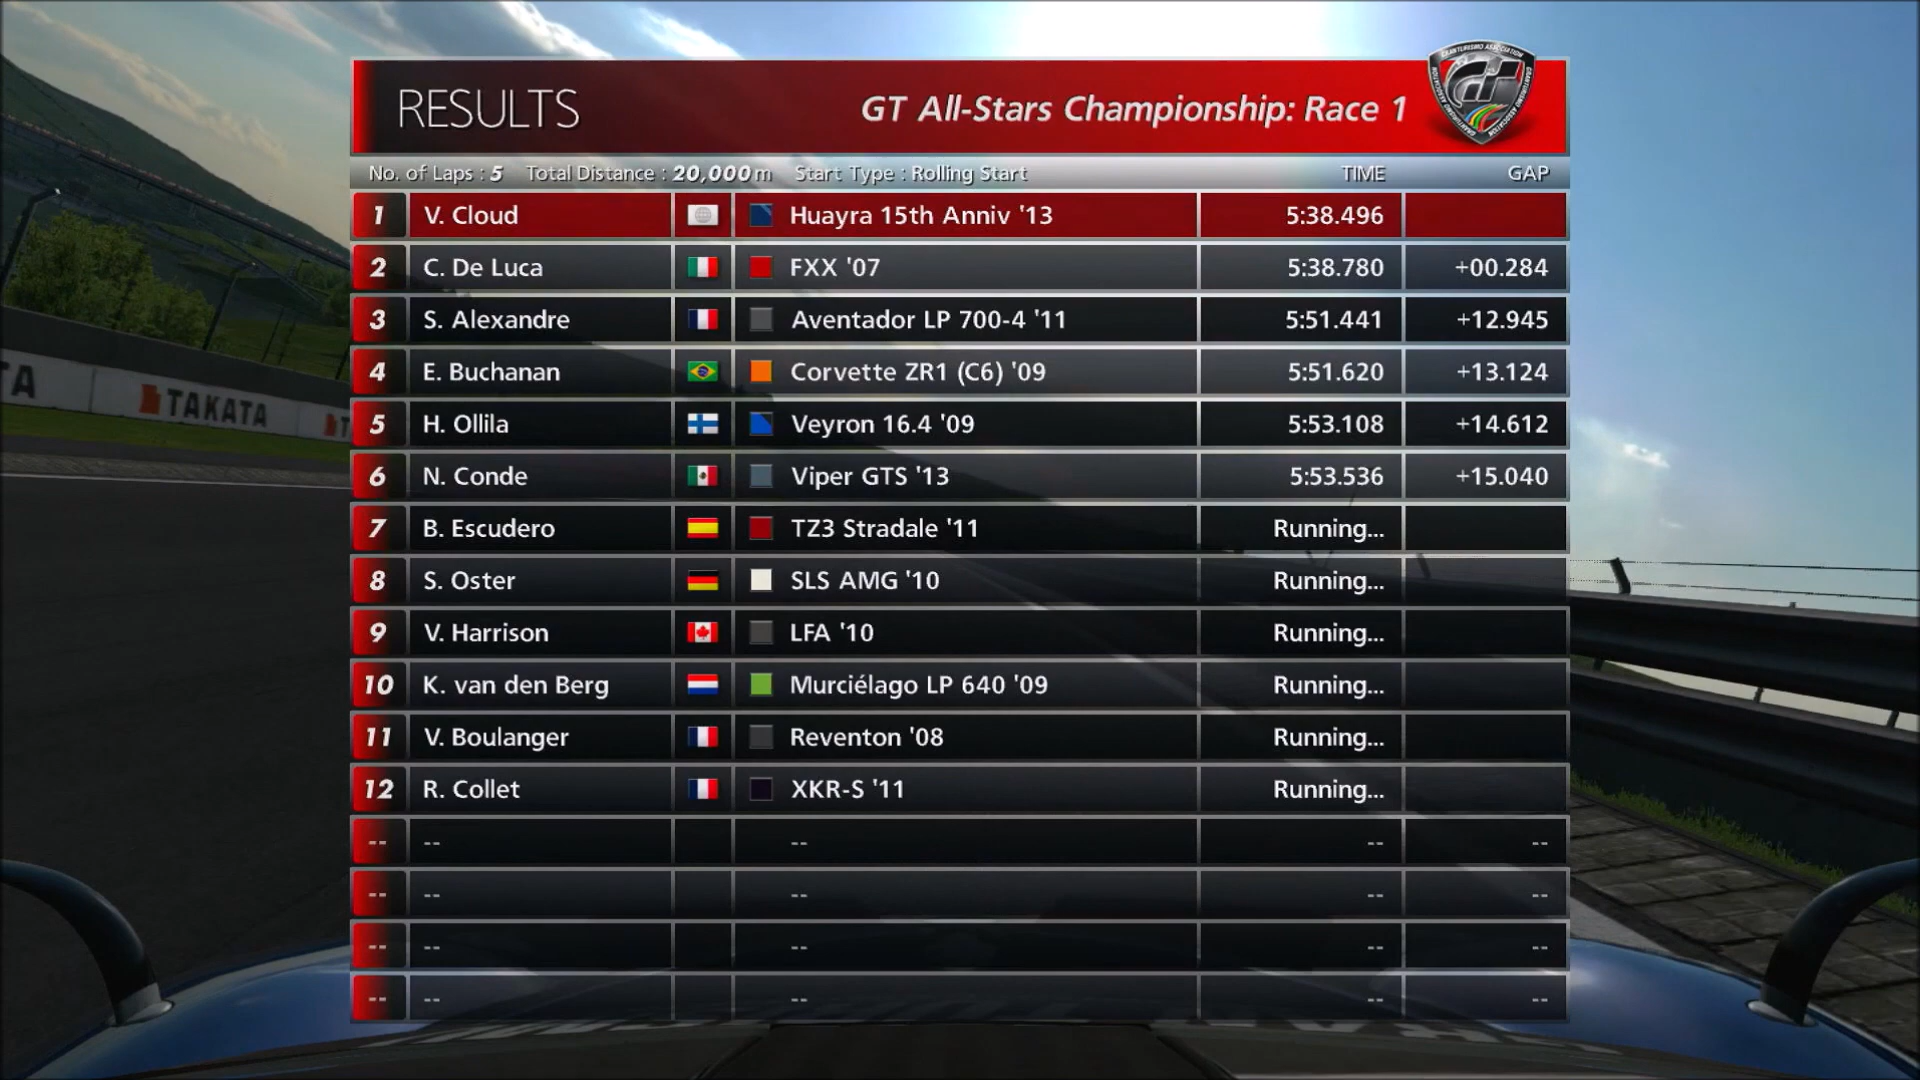 RESULTS
GT All-Stars Championship: Race 1
No. of Laps : 5 Total Distance : 20,000 m Start Type : Rolling Start TIME GAP
1 V. Cloud Huayra 15th Anniv '13 5:38.496
2 C. De Luca FXX '07 5:38.780 +00.284
3 S. Alexandre Aventador LP 700-4 '11 5:51.441 +12.945
4 E. Buchanan Corvette ZR1 (C6) '09 5:51.620 +13.124
5 H. Ollila Veyron 16.4 '09 5:53.108 +14.612
6 N. Conde Viper GTS '13 5:53.536 +15.040
7 B. Escudero TZ3 Stradale '11 Running...
8 S. Oster SLS AMG '10 Running...
9 V. Harrison LFA '10 Running...
10 K. van den Berg Murciélago LP 640 '09 Running...
11 V. Boulanger Reventon '08 Running...
12 R. Collet XKR-S '11 Running...
-- -- -- -- --
-- -- -- -- --
-- -- -- -- --
-- -- -- -- --
TAKATA